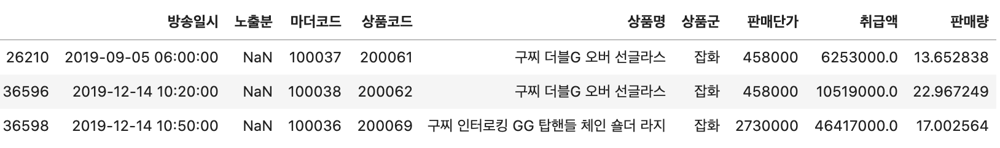 방송일시 노출분 마더코드 상품코드 상품명 상품군 판매단가 취급액 판매량
26210 2019-09-05 06:00:00 NaN 100037 200061 구찌 더블G 오버 선글라스 잡화 458000 6253000.0 13.652838
36596 2019-12-14 10:20:00 NaN 100038 200062 구찌 더블G 오버 선글라스 잡화 458000 10519000.0 22.967249
36598 2019-12-14 10:50:00 NaN 100036 200069 구찌 인터로킹 GG 탑핸들 체인 숄더 라지 잡화 2730000 46417000.0 17.002564